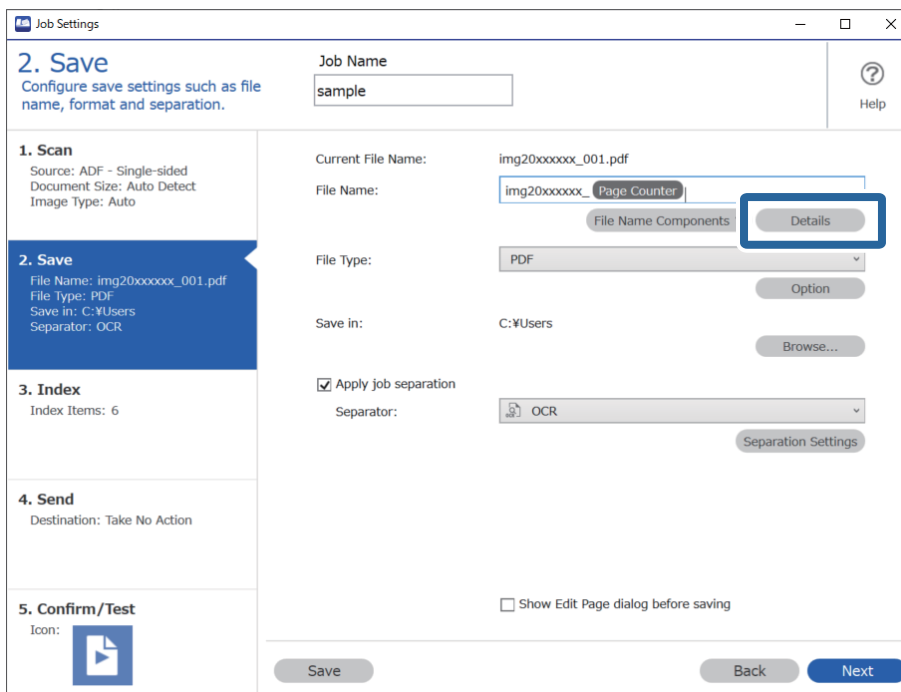 Job Settings
2. Save
Configure save settings such as file
name, format and separation.
Job Name
sample
Help
1. Scan
Source: ADF - Single-sided
Document Size: Auto Detect
Image Type: Auto
2. Save
File Name: img20xxxxxx_001.pdf
File Type: PDF
Save in: C:¥Users
Separator: OCR
3. Index
Index Items: 6
4. Send
Destination: Take No Action
5. Confirm/Test
Icon:
Current File Name: img20xxxxxx_001.pdf
File Name: img20xxxxxx_ Page Counter
File Name Components Details
File Type: PDF
Option
Save in: C:¥Users
Browse...
Apply job separation
Separator: OCR
Separation Settings
Show Edit Page dialog before saving
Save Back Next